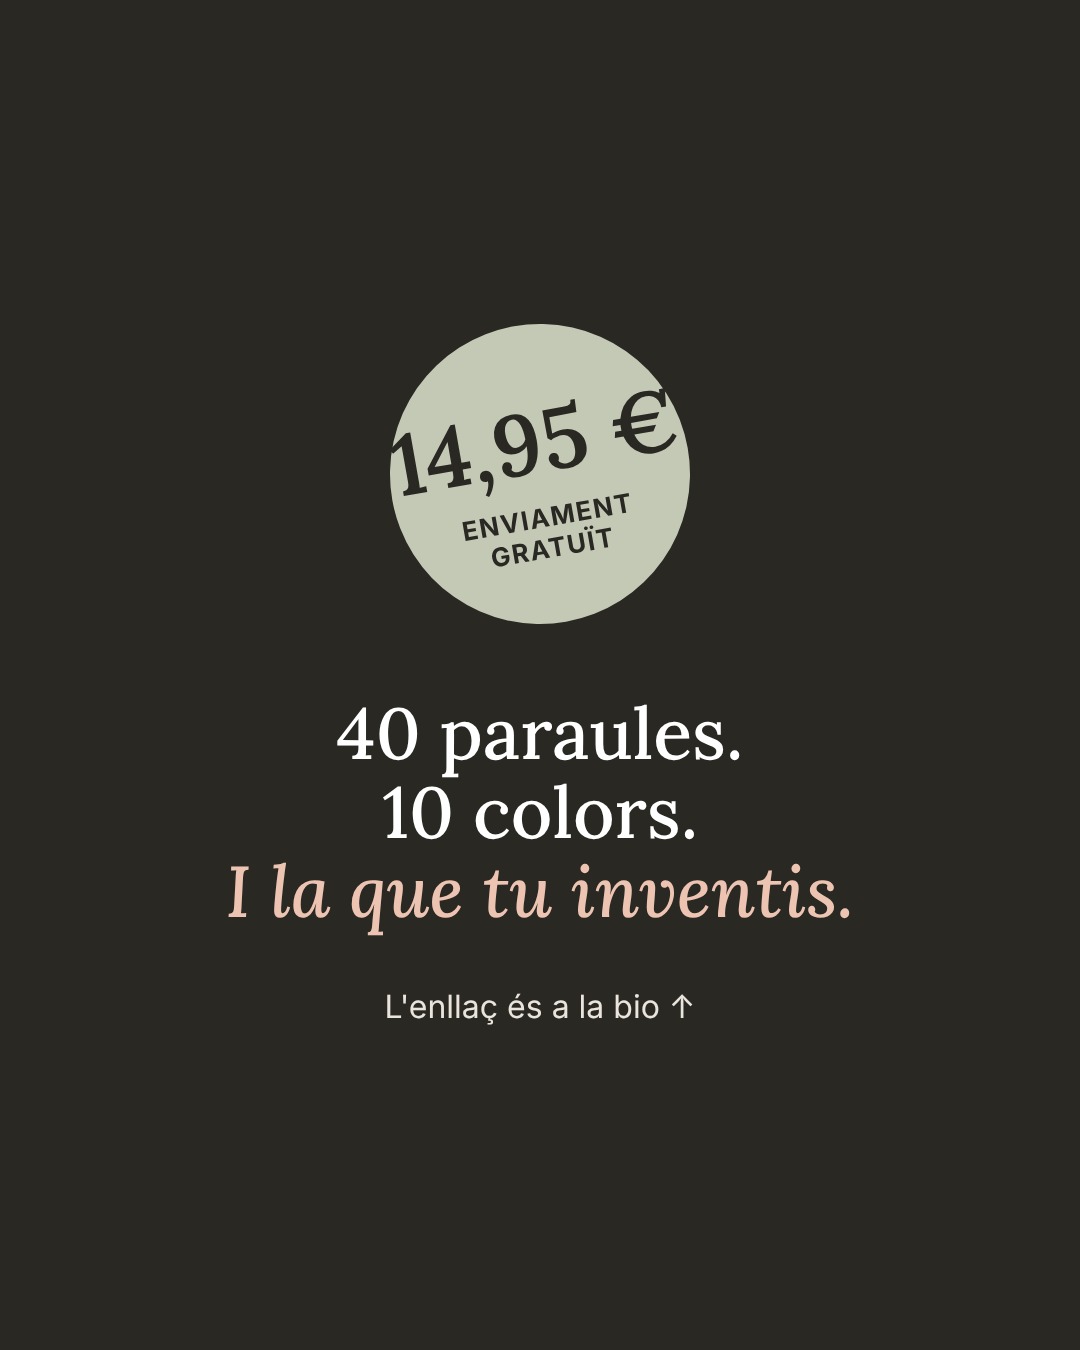 14,95 €
ENVIAMENT
GRATUÏT
40 paraules.
10 colors.
I la que tu inventis.
L'enllaç és a la bio ↑